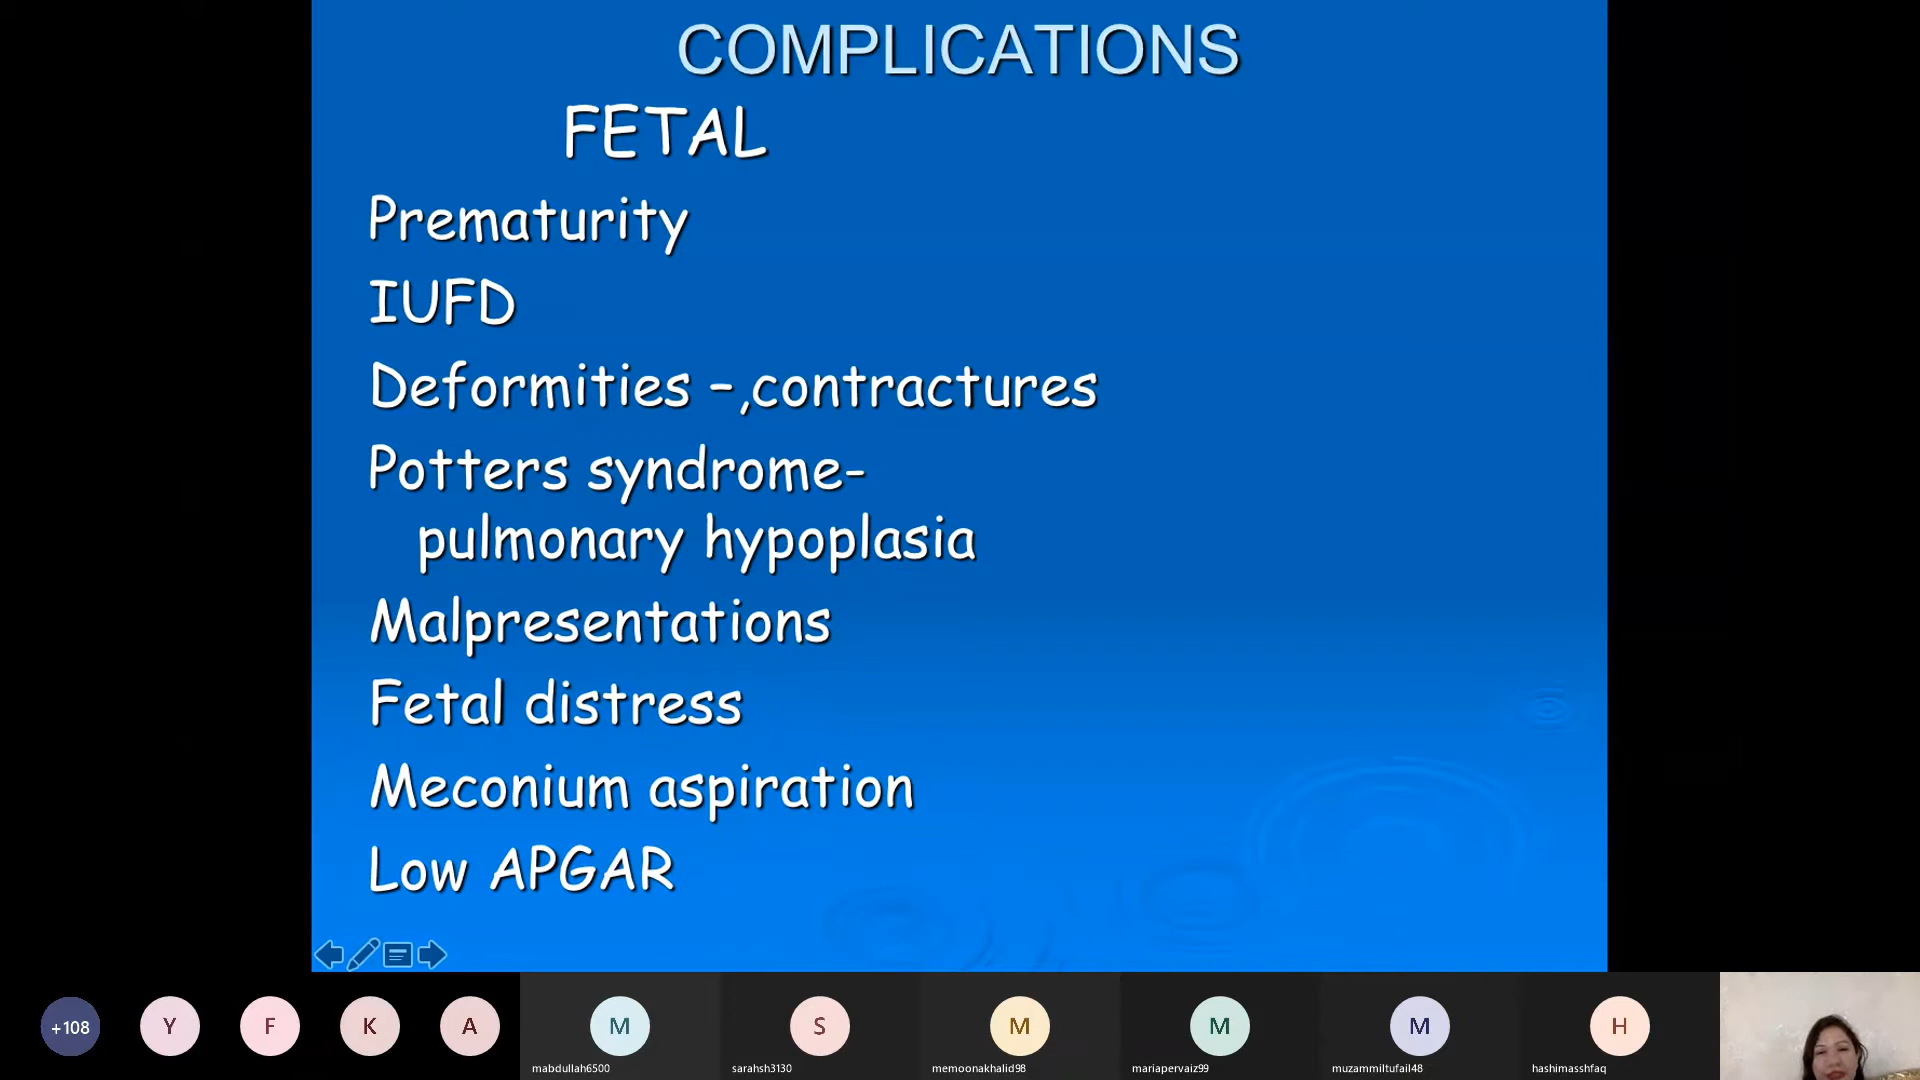 COMPLICATIONS
FETAL
Prematurity
IUFD
Deformities –,contractures
Potters syndrome-
pulmonary hypoplasia
Malpresentations
Fetal distress
Meconium aspiration
Low APGAR
+108 Y F K A M S M M M H
mabdullah6500 sarahsh3130 memoonakhalid98 mariapervaiz99 muzammiltufail48 hashimasshfaq